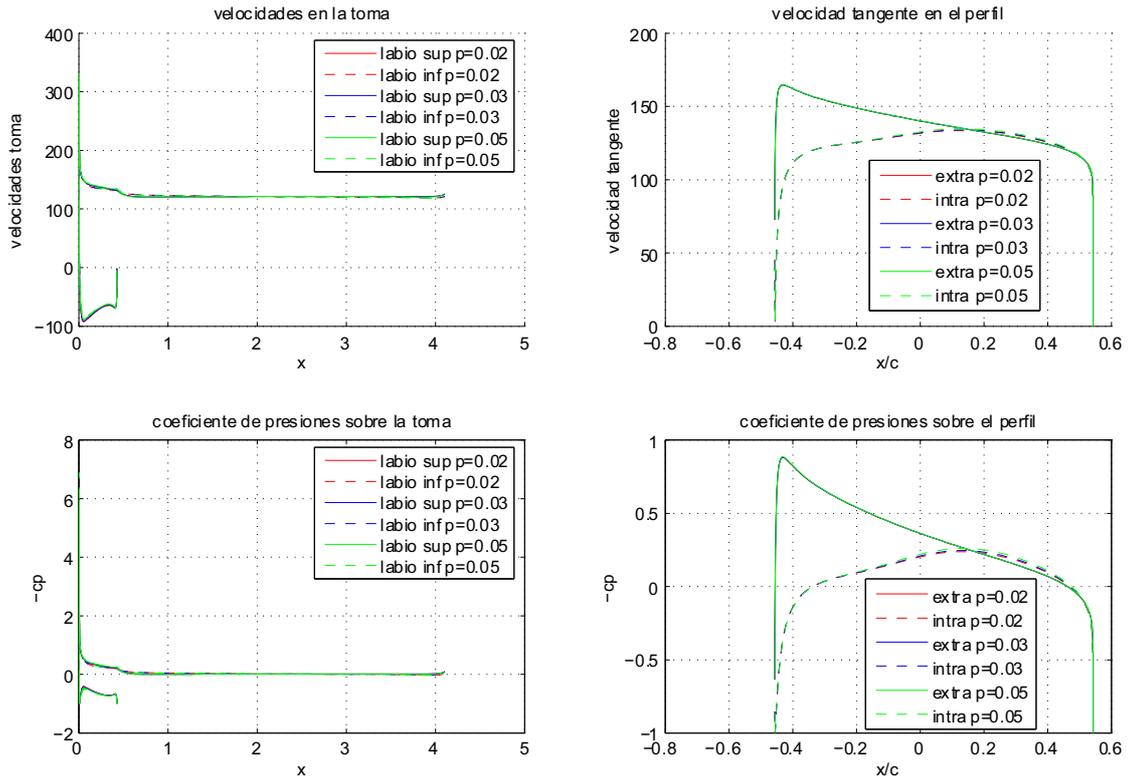 velocidades en la toma
400
300
200
100
0
−100
velocidades toma
labio sup p=0.02
labio inf p=0.02
labio sup p=0.03
labio inf p=0.03
labio sup p=0.05
labio inf p=0.05
0 1 2 3 4 5
x
velocidad tangente en el perfil
200
150
100
50
0
velocidad tangente
extra p=0.02
intra p=0.02
extra p=0.03
intra p=0.03
extra p=0.05
intra p=0.05
−0.8 −0.6 −0.4 −0.2 0 0.2 0.4 0.6
x/c
coeficiente de presiones sobre la toma
8
6
4
2
0
−2
−cp
labio sup p=0.02
labio inf p=0.02
labio sup p=0.03
labio inf p=0.03
labio sup p=0.05
labio inf p=0.05
0 1 2 3 4 5
x
coeficiente de presiones sobre el perfil
1
0.5
0
−0.5
−1
−cp
extra p=0.02
intra p=0.02
extra p=0.03
intra p=0.03
extra p=0.05
intra p=0.05
−0.8 −0.6 −0.4 −0.2 0 0.2 0.4 0.6
x/c